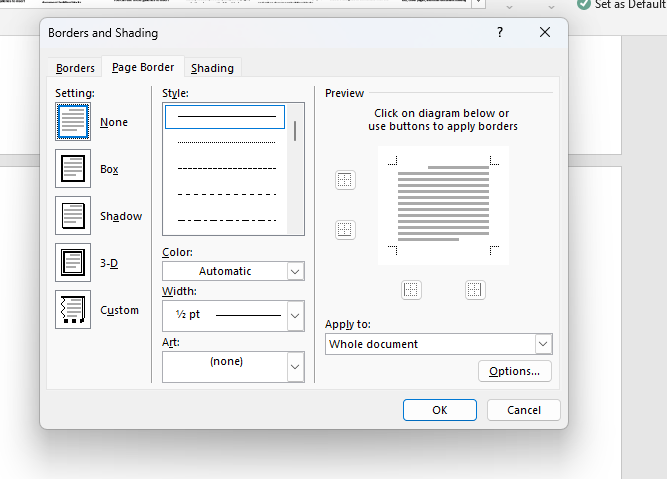 Set as Default
Borders and Shading
?
Borders
Page Border
Shading
Setting:
None
Box
Shadow
3-D
Custom
Style:
Color:
Automatic
Width:
½ pt
Art:
(none)
Preview
Click on diagram below or
use buttons to apply borders
Apply to:
Whole document
Options...
OK
Cancel